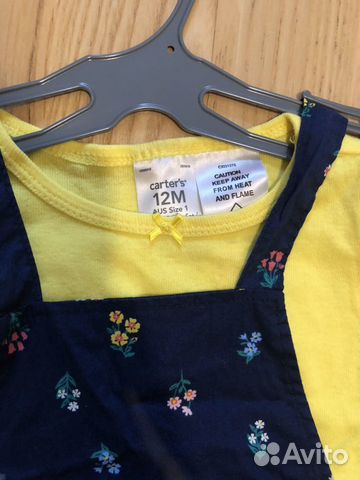 carter's
12M
AUS Size 1
CAUTION
KEEP AWAY
FROM HEAT
AND FLAME
Avito